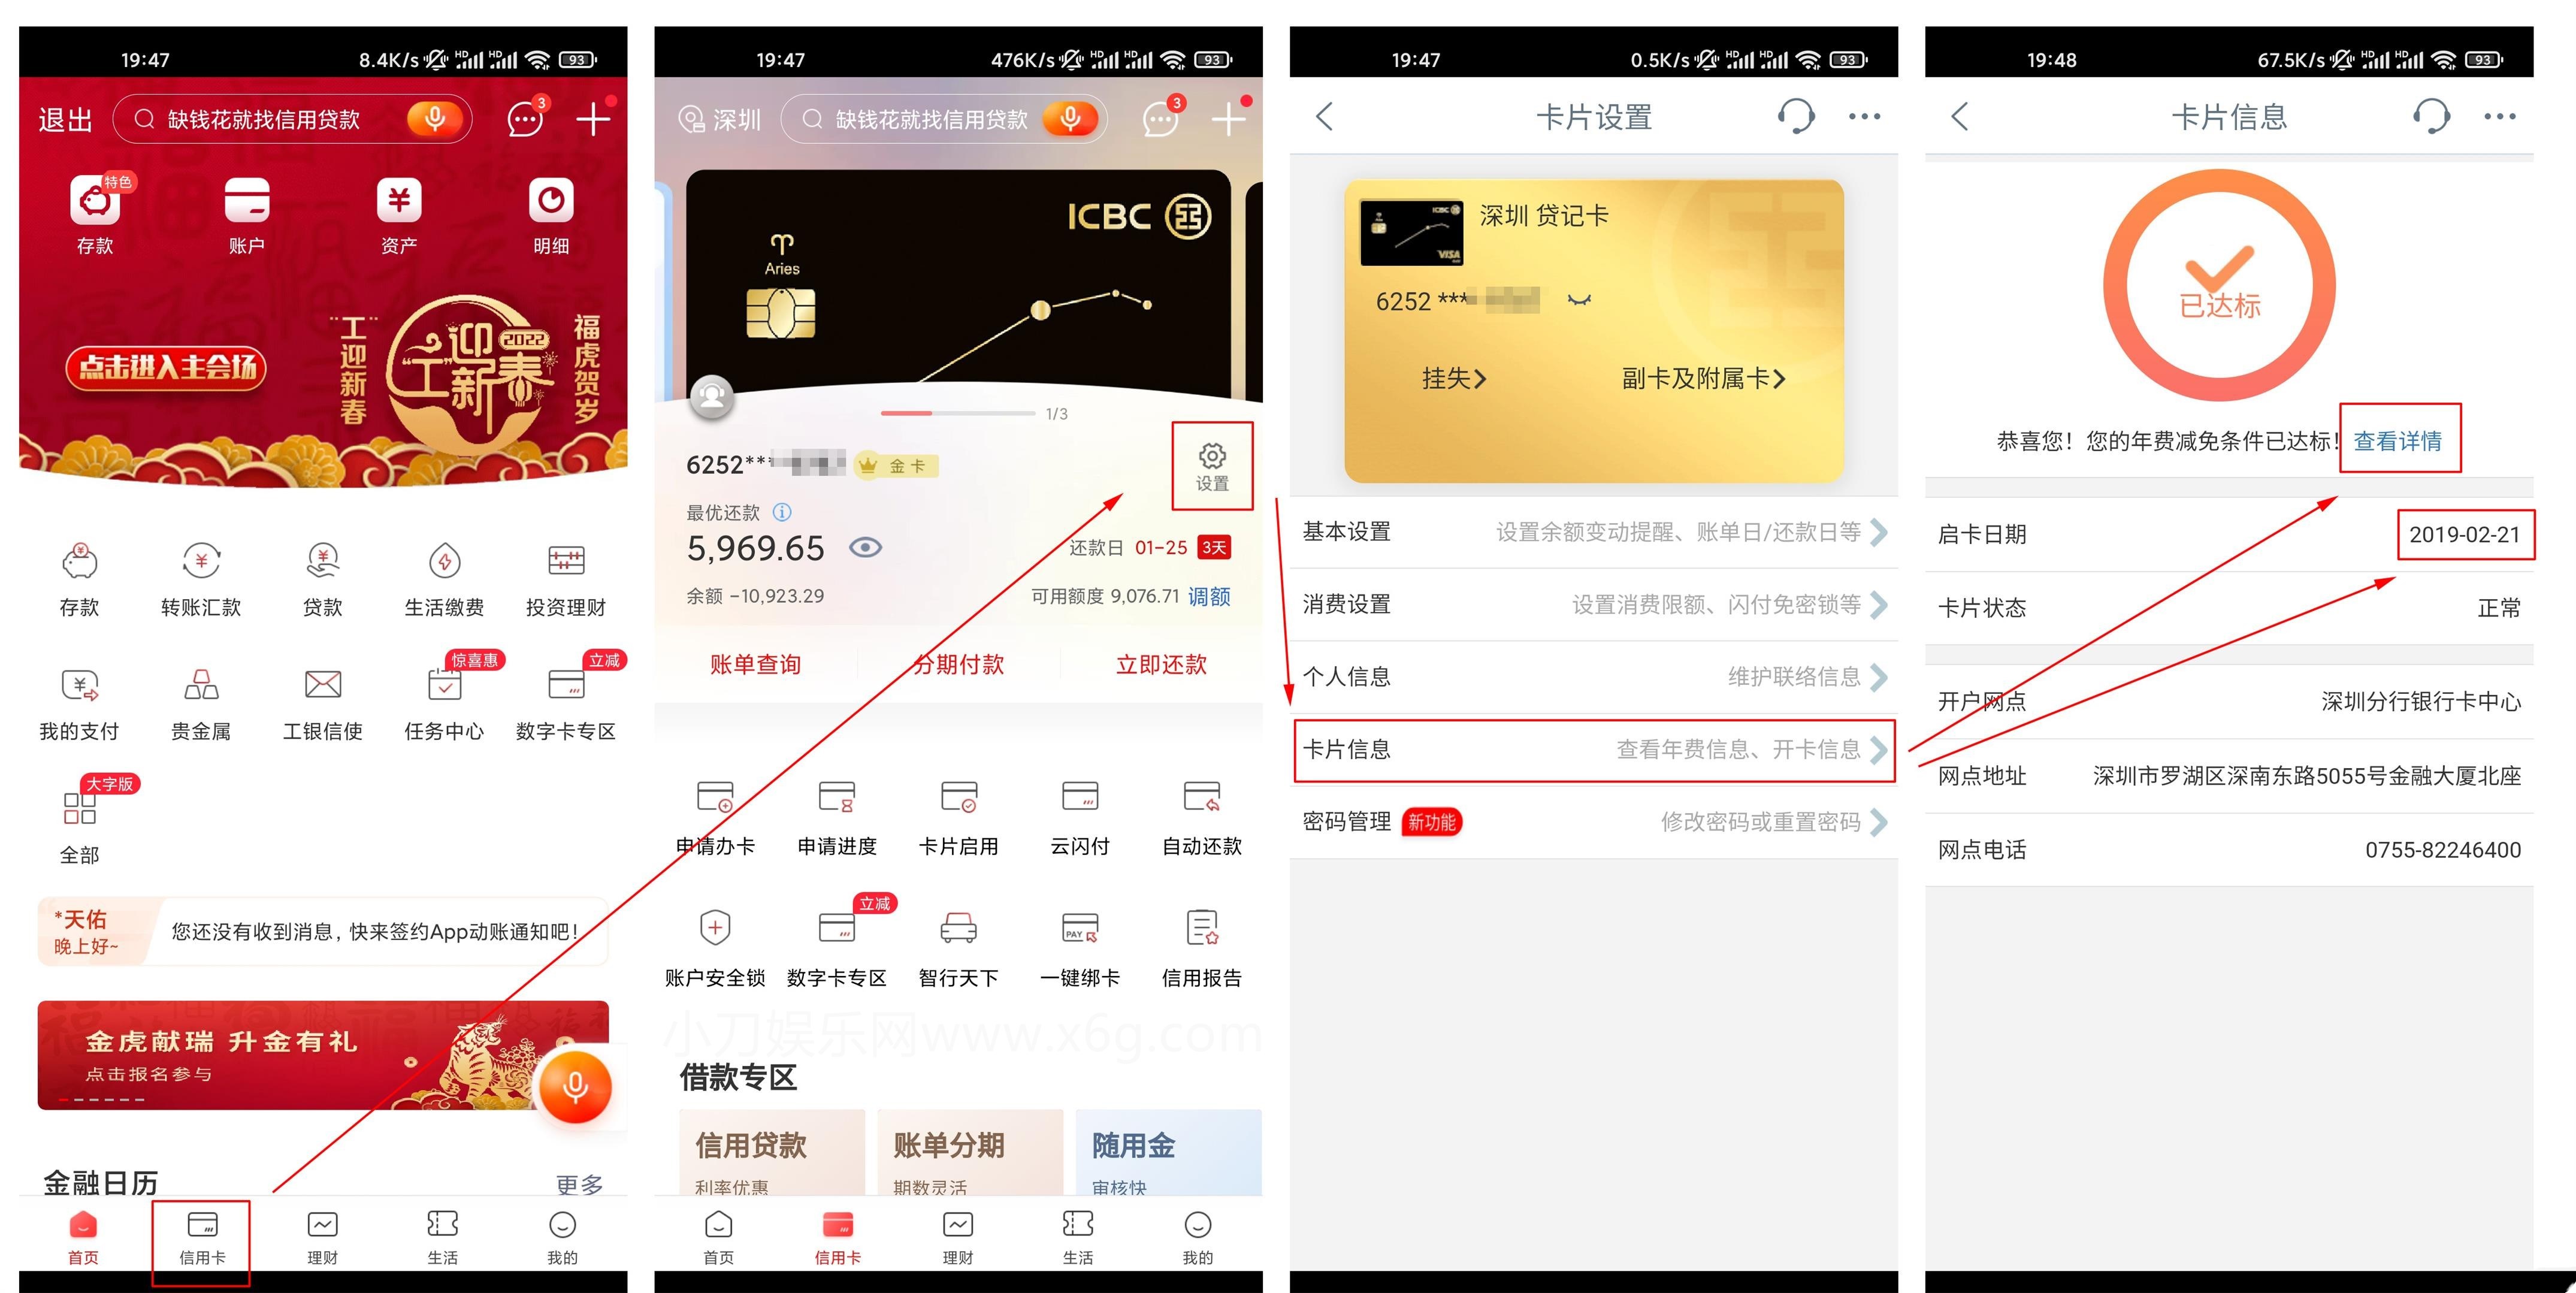 19:47
8.4K/s HD HD 93
退出
缺钱花就找信用贷款
3
特色
存款
账户
资产
明细
点击进入主会场
"工"迎新春
2022
"工"迎新春
福虎贺岁
存款
转账汇款
贷款
生活缴费
投资理财
惊喜惠
立减
我的支付
贵金属
工银信使
任务中心
数字卡专区
大字版
全部
*天佑
晚上好~
您还没有收到消息，快来签约App动账通知吧！
金虎献瑞 升金有礼
点击报名参与
金融日历
更多
首页
信用卡
理财
生活
我的
19:47
476K/s HD HD 93
深圳
缺钱花就找信用贷款
3
ICBC
Aries
1/3
6252***
金卡
设置
最优还款
5,969.65
还款日 01-25 3天
余额 -10,923.29
可用额度 9,076.71 调额
账单查询
分期付款
立即还款
申请办卡
申请进度
卡片启用
云闪付
自动还款
立减
PAY
账户安全锁
数字卡专区
智行天下
一键绑卡
信用报告
小刀娱乐网www.x6g.com
借款专区
信用贷款
账单分期
随用金
利率优惠
期数灵活
审核快
首页
信用卡
理财
生活
我的
19:47
0.5K/s HD HD 93
卡片设置
ICBC
VISA
深圳 贷记卡
6252 ***
挂失
副卡及附属卡
基本设置
设置余额变动提醒、账单日/还款日等
消费设置
设置消费限额、闪付免密锁等
个人信息
维护联络信息
卡片信息
查看年费信息、开卡信息
密码管理 新功能
修改密码或重置密码
19:48
67.5K/s HD HD 93
卡片信息
已达标
恭喜您！您的年费减免条件已达标！查看详情
启卡日期
2019-02-21
卡片状态
正常
开户网点
深圳分行银行卡中心
网点地址
深圳市罗湖区深南东路5055号金融大厦北座
网点电话
0755-82246400